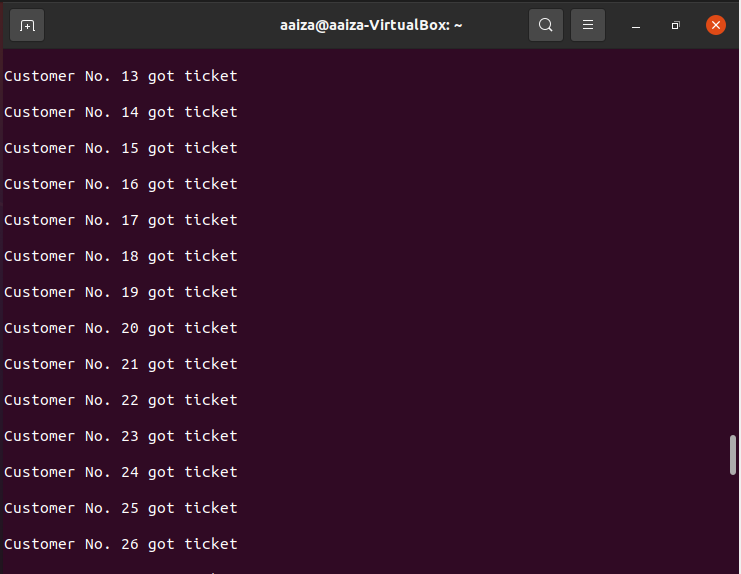 aaiza@aaiza-VirtualBox: ~
Customer No. 13 got ticket
Customer No. 14 got ticket
Customer No. 15 got ticket
Customer No. 16 got ticket
Customer No. 17 got ticket
Customer No. 18 got ticket
Customer No. 19 got ticket
Customer No. 20 got ticket
Customer No. 21 got ticket
Customer No. 22 got ticket
Customer No. 23 got ticket
Customer No. 24 got ticket
Customer No. 25 got ticket
Customer No. 26 got ticket